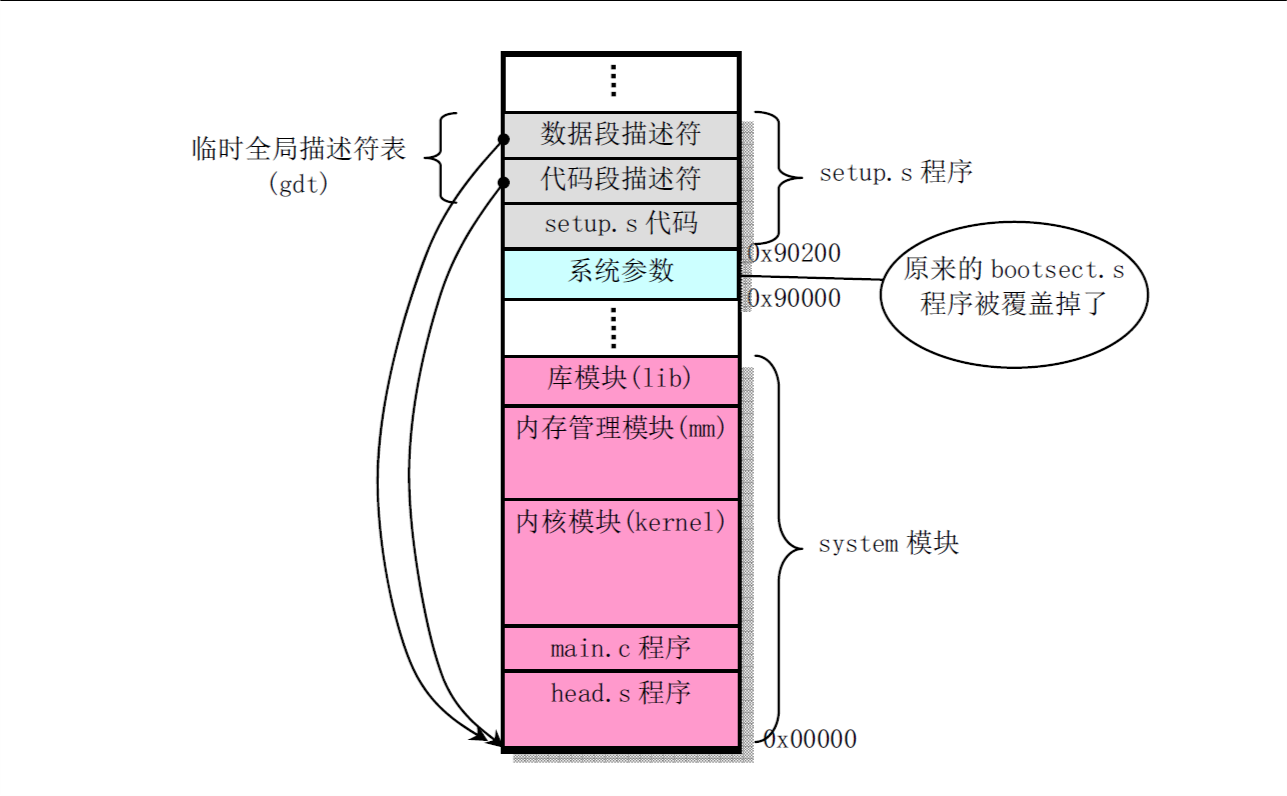 临时全局描述符表
(gdt)
数据段描述符
代码段描述符
setup.s 代码
setup.s 程序
0x90200
系统参数
0x90000
原来的 bootsect.s
程序被覆盖掉了
库模块(lib)
内存管理模块(mm)
内核模块(kernel)
system 模块
main.c 程序
head.s 程序
0x00000